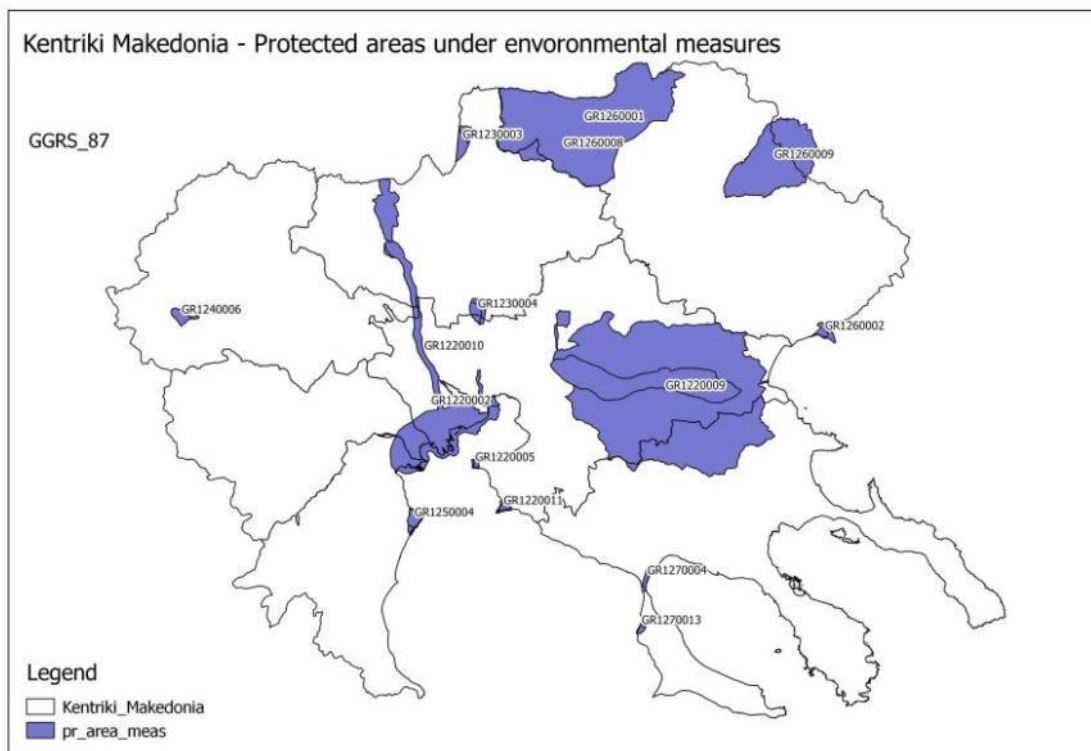 Kentriki Makedonia - Protected areas under envoronmental measures
GGRS_87
GR1260001
GR1230003
GR1260008
GR1260009
GR1240006
GR1230004
GR1260002
GR1220010
GR1220009
GR1220002
GR1220005
GR1220011
GR1250004
GR1270004
GR1270013
Legend
Kentriki_Makedonia
pr_area_meas